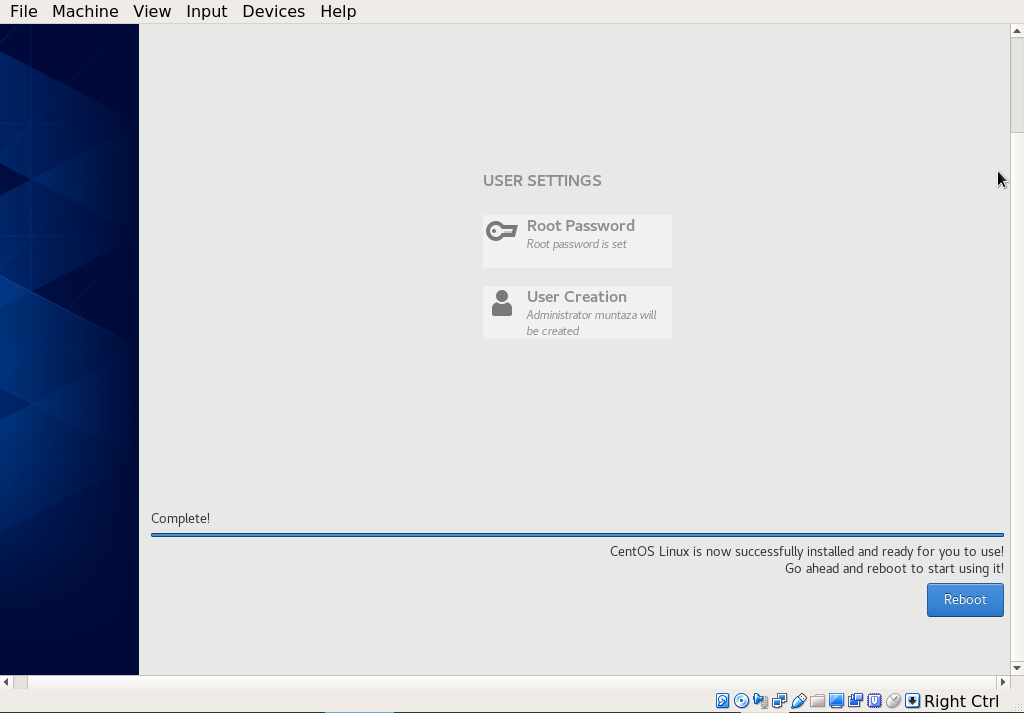 File Machine View Input Devices Help
USER SETTINGS
Root Password
Root password is set
User Creation
Administrator muntaza will
be created
Complete!
CentOS Linux is now successfully installed and ready for you to use!
Go ahead and reboot to start using it!
Reboot
Right Ctrl